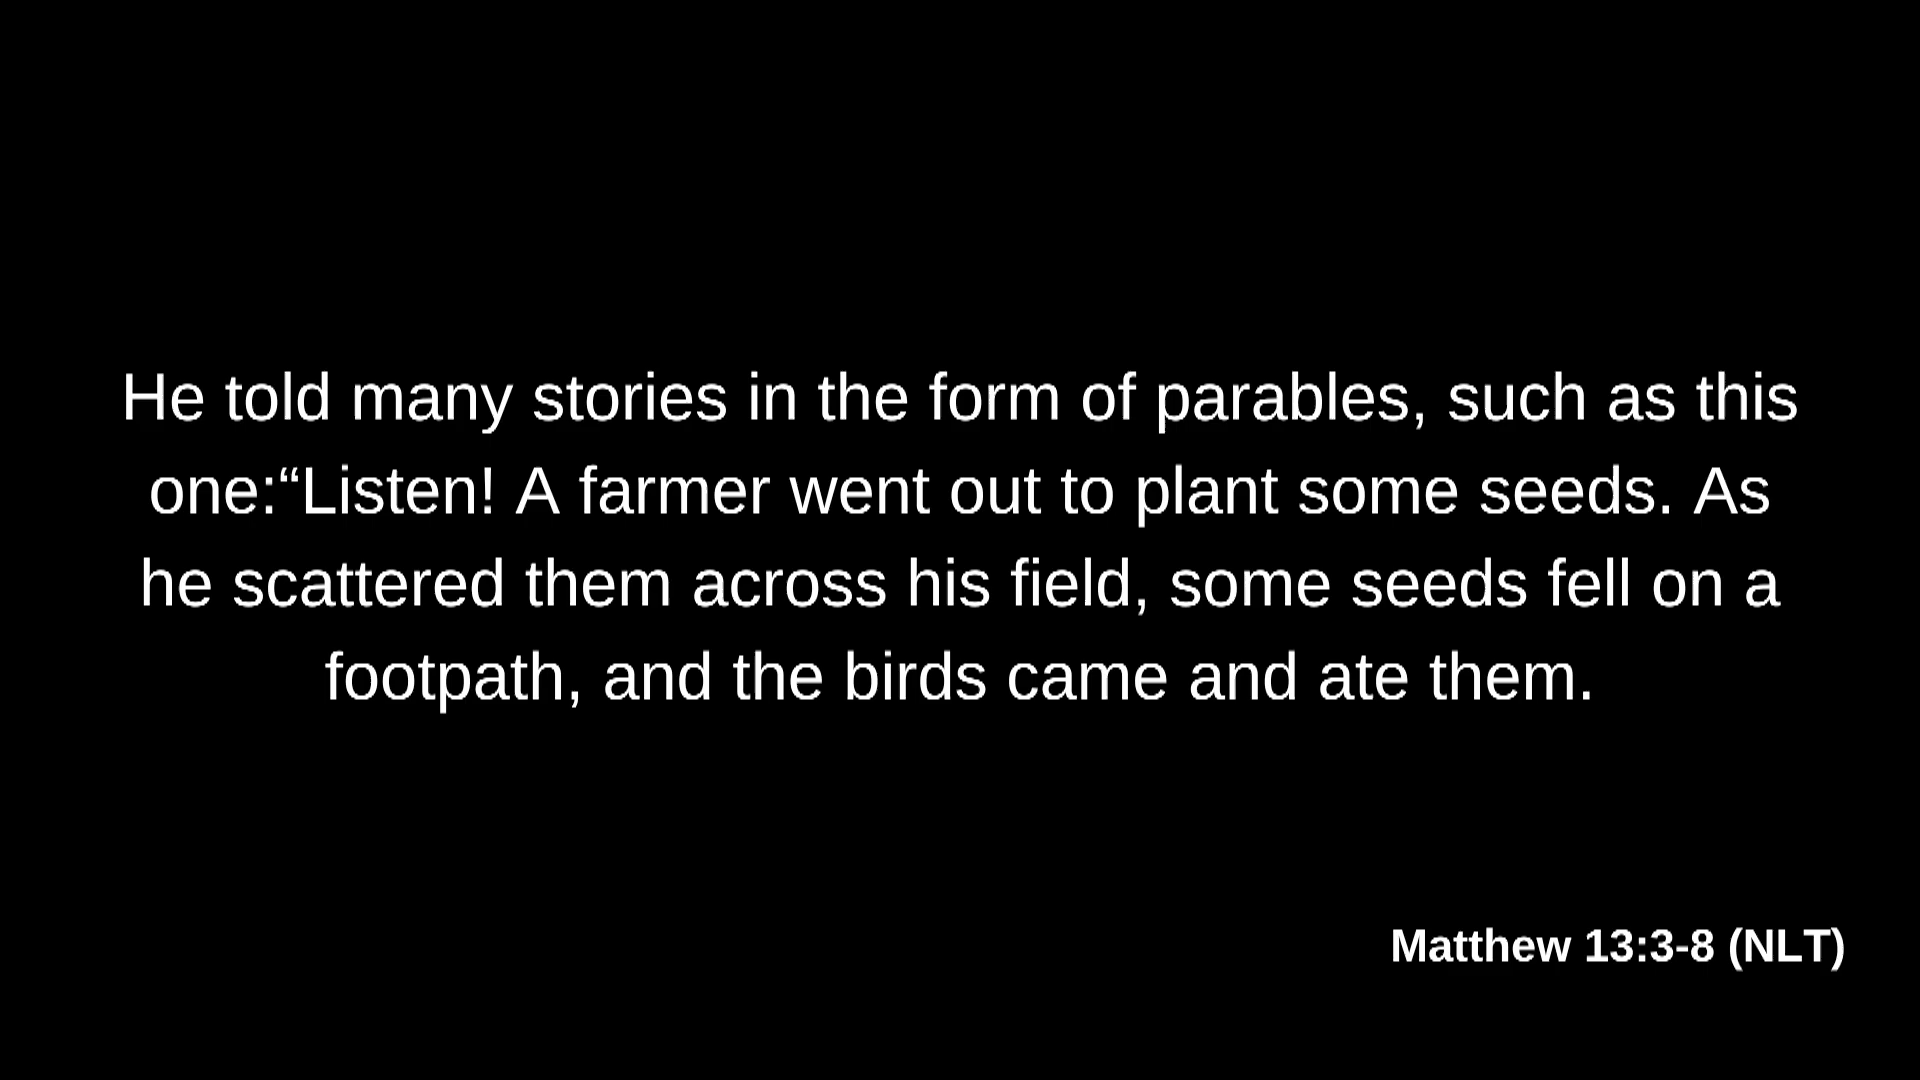 He told many stories in the form of parables, such as this
one:“Listen! A farmer went out to plant some seeds. As
he scattered them across his field, some seeds fell on a
footpath, and the birds came and ate them.
Matthew 13:3-8 (NLT)